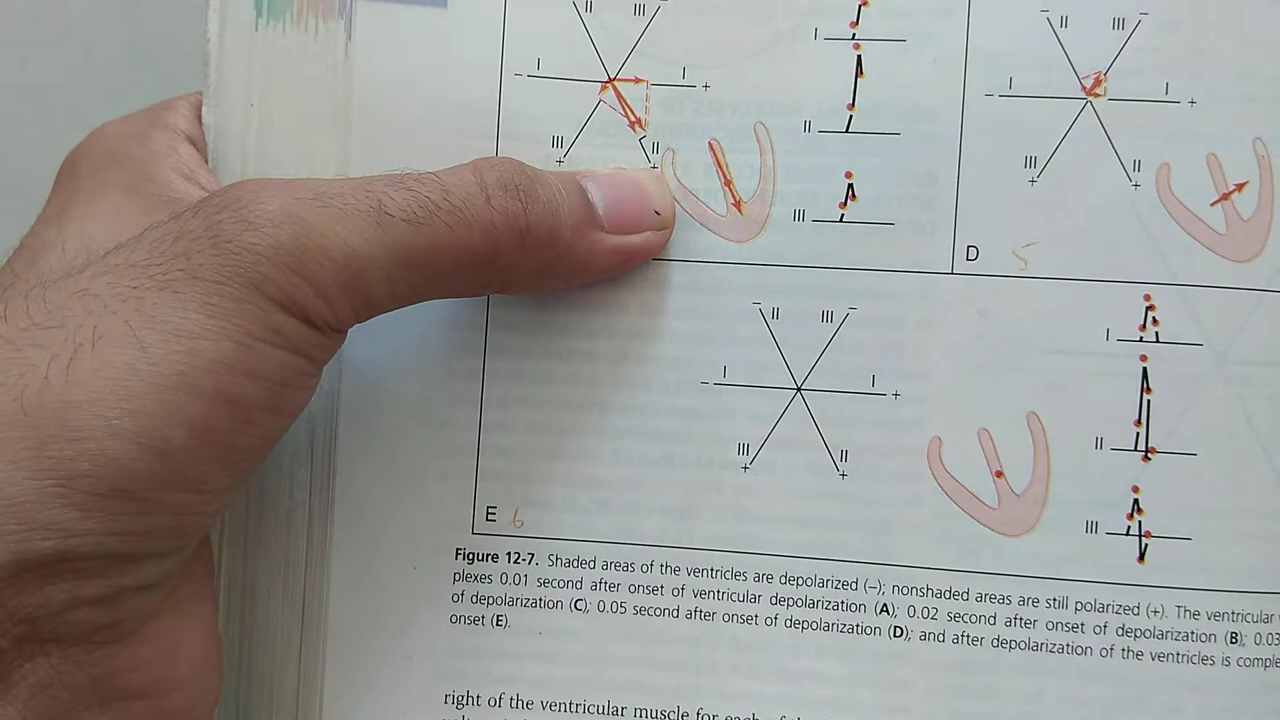 II III
I
I I
- +
III II
+ +
II
III
- -
II III
I I
- +
III II
+ +
D 5
- -
II III
I I
- +
III II
+ +
I
II
III
E 6
Figure 12-7. Shaded areas of the ventricles are depolarized (−); nonshaded areas are still polarized (+). The ventricular
plexes 0.01 second after onset of ventricular depolarization (A); 0.02 second after onset of depolarization (B); 0.03
of depolarization (C); 0.05 second after onset of depolarization (D); and after depolarization of the ventricles is comple
onset (E).
right of the ventricular muscle for each of the